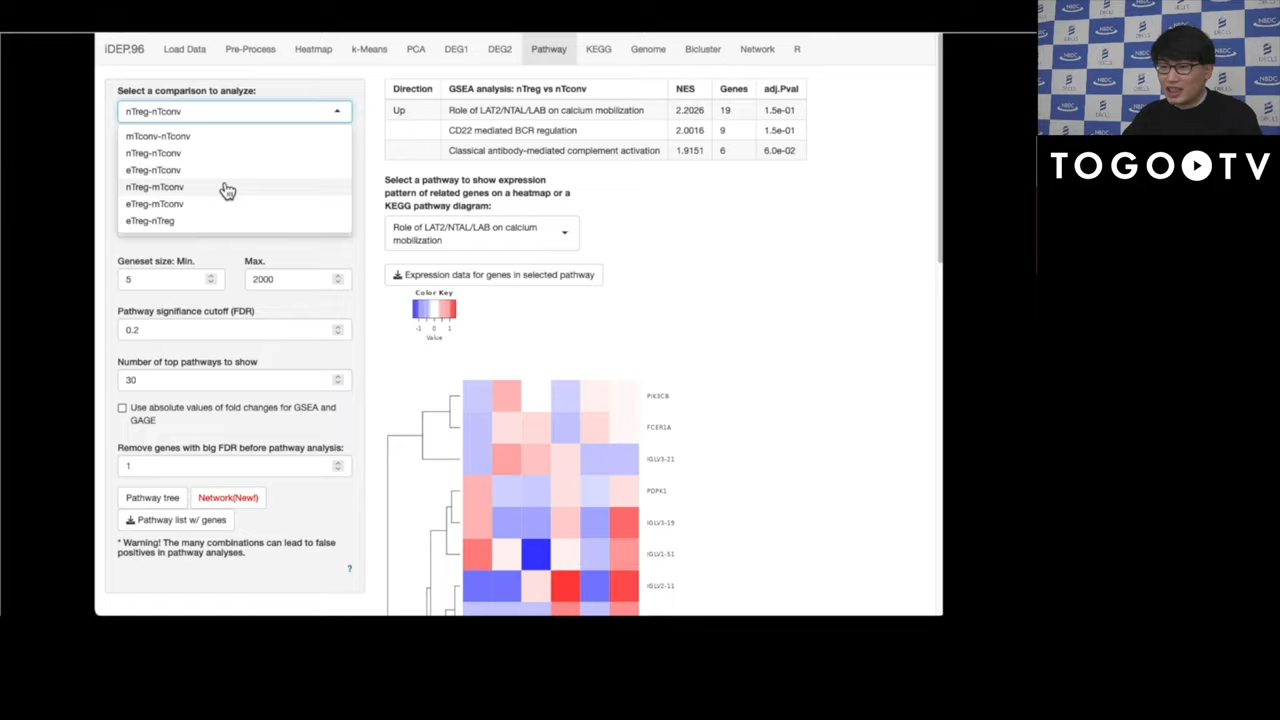 iDEP.96 Load Data Pre-Process Heatmap k-Means PCA DEG1 DEG2 Pathway KEGG Genome Bicluster Network R
Select a comparison to analyze:
nTreg-nTconv
mTconv-nTconv
nTreg-nTconv
eTreg-nTconv
nTreg-mTconv
eTreg-mTconv
eTreg-nTreg
Geneset size: Min. Max.
5 2000
Pathway signifiance cutoff (FDR)
0.2
Number of top pathways to show
30
Use absolute values of fold changes for GSEA and
GAGE
Remove genes with big FDR before pathway analysis:
1
Pathway tree Network(New!)
Pathway list w/ genes
* Warning! The many combinations can lead to false
positives in pathway analyses.
?
Direction GSEA analysis: nTreg vs nTconv NES Genes adj.Pval
Up Role of LAT2/NTAL/LAB on calcium mobilization 2.2026 19 1.5e-01
CD22 mediated BCR regulation 2.0016 9 1.5e-01
Classical antibody-mediated complement activation 1.9151 6 6.0e-02
Select a pathway to show expression
pattern of related genes on a heatmap or a
KEGG pathway diagram:
Role of LAT2/NTAL/LAB on calcium
mobilization
Expression data for genes in selected pathway
Color Key
-1 0 1
Value
PIK3CB
FCER1A
IGLV3-21
PDPK1
IGLV3-19
IGLV1-51
IGLV2-11
NBDC
DBCLS
TOGO TV